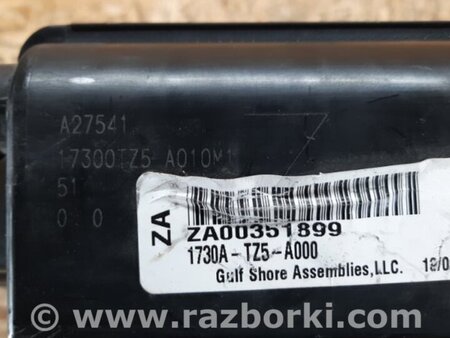 A27541
17300TZ5 A010M1
51
0 0
ZA
ZA00351899
1730A-TZ5-A000
Gulf Shore Assemblies,LLC.
www.razborki.com